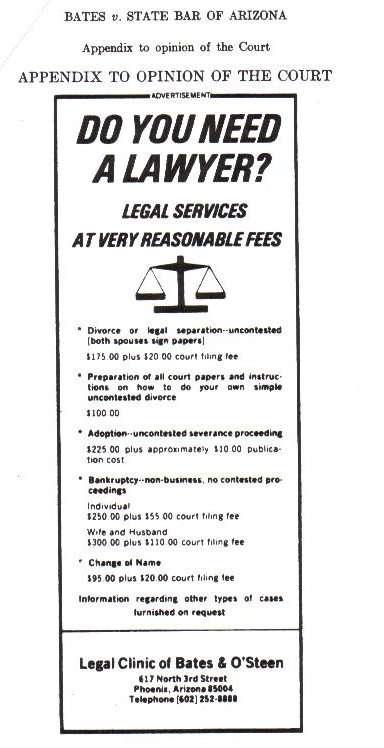 BATES v. STATE BAR OF ARIZONA
Appendix to opinion of the Court
APPENDIX TO OPINION OF THE COURT
ADVERTISEMENT
DO YOU NEED
A LAWYER?
LEGAL SERVICES
AT VERY REASONABLE FEES
* Divorce or legal separation--uncontested
[both spouses sign papers]
$175.00 plus $20.00 court filing fee
* Preparation of all court papers and instruc-
tions on how to do your own simple
uncontested divorce
$100.00
* Adoption--uncontested severance proceeding
$225.00 plus approximately $10.00 publica-
tion cost
* Bankruptcy--non-business, no contested pro-
ceedings
Individual
$250.00 plus $55.00 court filing fee
Wife and Husband
$300.00 plus $110.00 court filing fee
* Change of Name
$95.00 plus $20.00 court filing fee
Information regarding other types of cases
furnished on request
Legal Clinic of Bates & O'Steen
617 North 3rd Street
Phoenix, Arizona 85004
Telephone [602] 252-8888